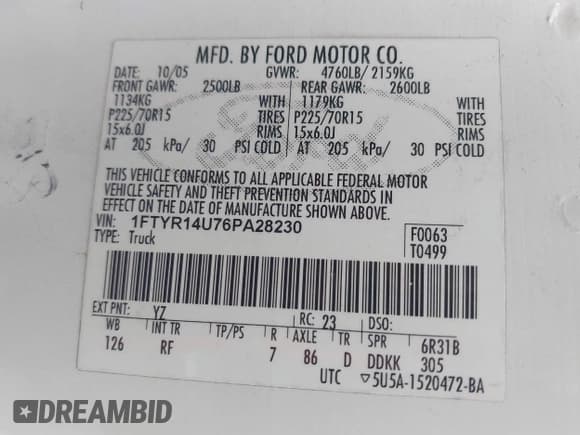 MFD. BY FORD MOTOR CO.
DATE: 10/05 GVWR: 4760LB/ 2159KG
FRONT GAWR: 2500LB REAR GAWR: 2600LB
1134KG WITH 1179KG WITH
P225/70R15 TIRES P225/70R15 TIRES
15x6.0J RIMS 15x6.0J RIMS
AT 205 kPa/ 30 PSI COLD AT 205 kPa/ 30 PSI COLD
THIS VEHICLE CONFORMS TO ALL APPLICABLE FEDERAL MOTOR
VEHICLE SAFETY AND THEFT PREVENTION STANDARDS IN
EFFECT ON THE DATE OF MANUFACTURE SHOWN ABOVE.
VIN: 1FTYR14U76PA28230 F0063
TYPE: Truck T0499
EXT PNT: YZ RC: 23 DSO:
WB INT TR TP/PS R AXLE TR SPR 6R31B
126 RF 7 86 D DDKK 305
UTC ▽5U5A-1520472-BA
DREAMBID